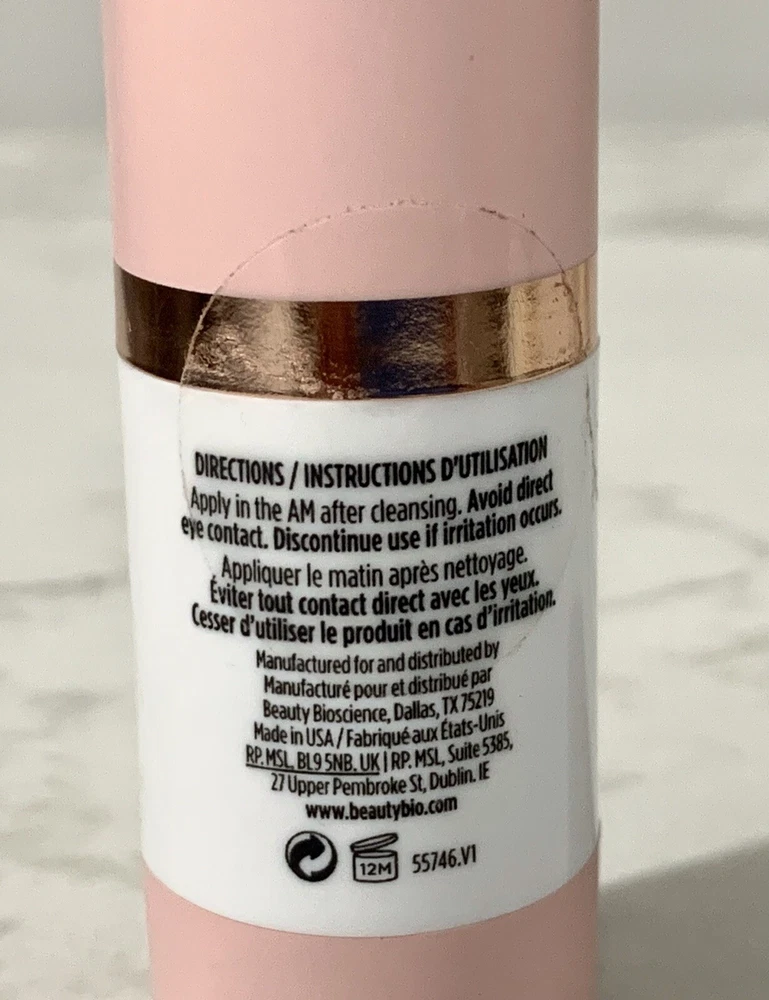 DIRECTIONS / INSTRUCTIONS D'UTILISATION
Apply in the AM after cleansing. Avoid direct
eye contact. Discontinue use if irritation occurs.
Appliquer le matin après nettoyage.
Éviter tout contact direct avec les yeux.
Cesser d'utiliser le produit en cas d'irritation.
Manufactured for and distributed by
Manufacturé pour et distribué par
Beauty Bioscience, Dallas, TX 75219
Made in USA / Fabriqué aux États-Unis
RP. MSL, BL9 5NB. UK | RP. MSL, Suite 5385,
27 Upper Pembroke St, Dublin. IE
www.beautybio.com
12M 55746.V1